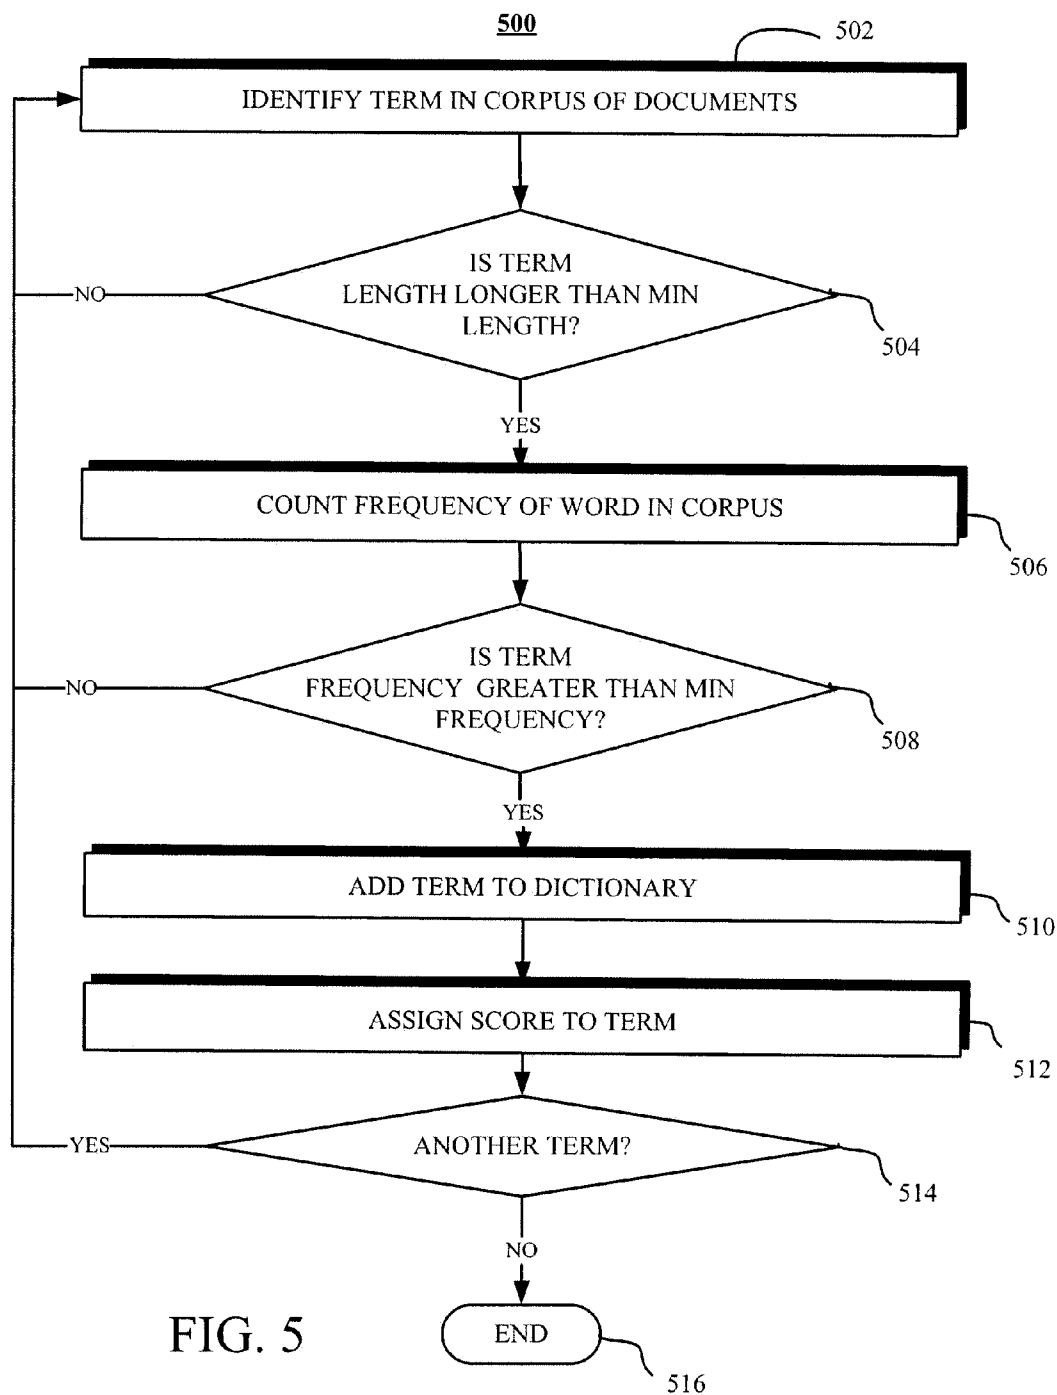 500
502
IDENTIFY TERM IN CORPUS OF DOCUMENTS
IS TERM
LENGTH LONGER THAN MIN
LENGTH?
NO
504
YES
COUNT FREQUENCY OF WORD IN CORPUS
506
IS TERM
FREQUENCY GREATER THAN MIN
FREQUENCY?
NO
508
YES
ADD TERM TO DICTIONARY
510
ASSIGN SCORE TO TERM
512
ANOTHER TERM?
YES
514
NO
END
516
FIG. 5